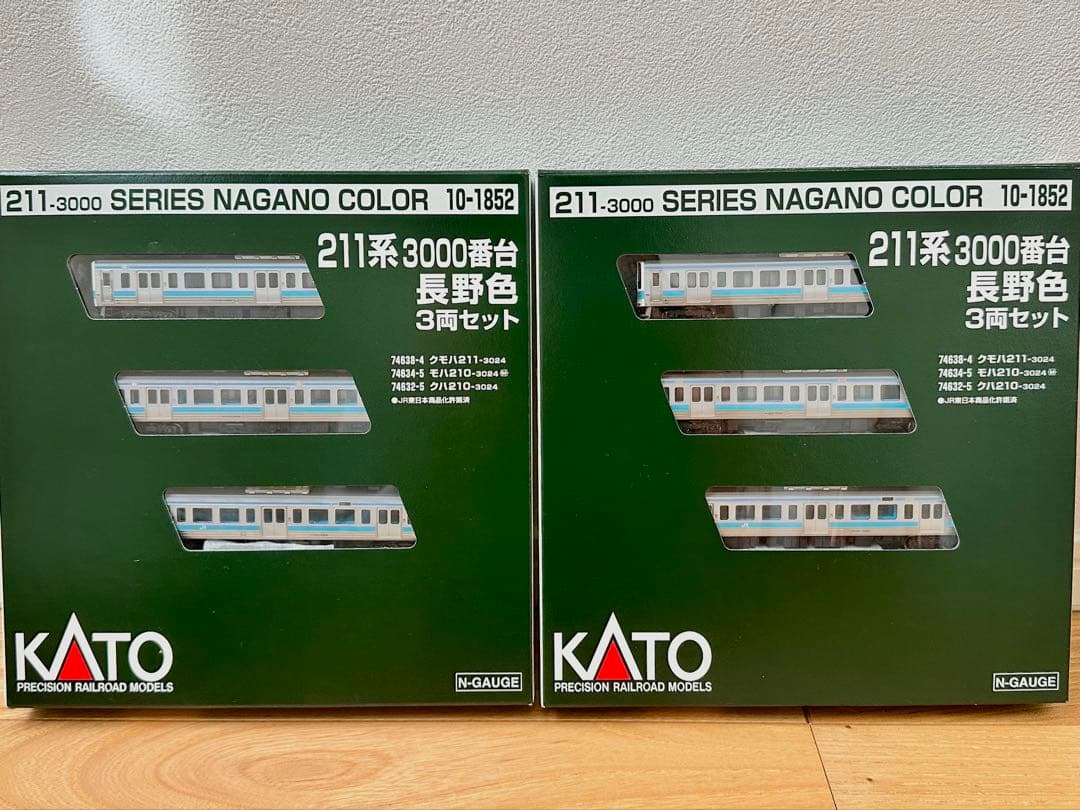 211-3000 SERIES NAGANO COLOR 10-1852
211系 3000番台
長野色
3両セット
74638-4 クモハ211-3024
74634-5 モハ210-3024 Ⓜ
74632-5 クハ210-3024
●JR東日本商品化許諾済
KATO
PRECISION RAILROAD MODELS
N-GAUGE
211-3000 SERIES NAGANO COLOR 10-1852
211系 3000番台
長野色
3両セット
74638-4 クモハ211-3024
74634-5 モハ210-3024 Ⓜ
74632-5 クハ210-3024
●JR東日本商品化許諾済
KATO
PRECISION RAILROAD MODELS
N-GAUGE